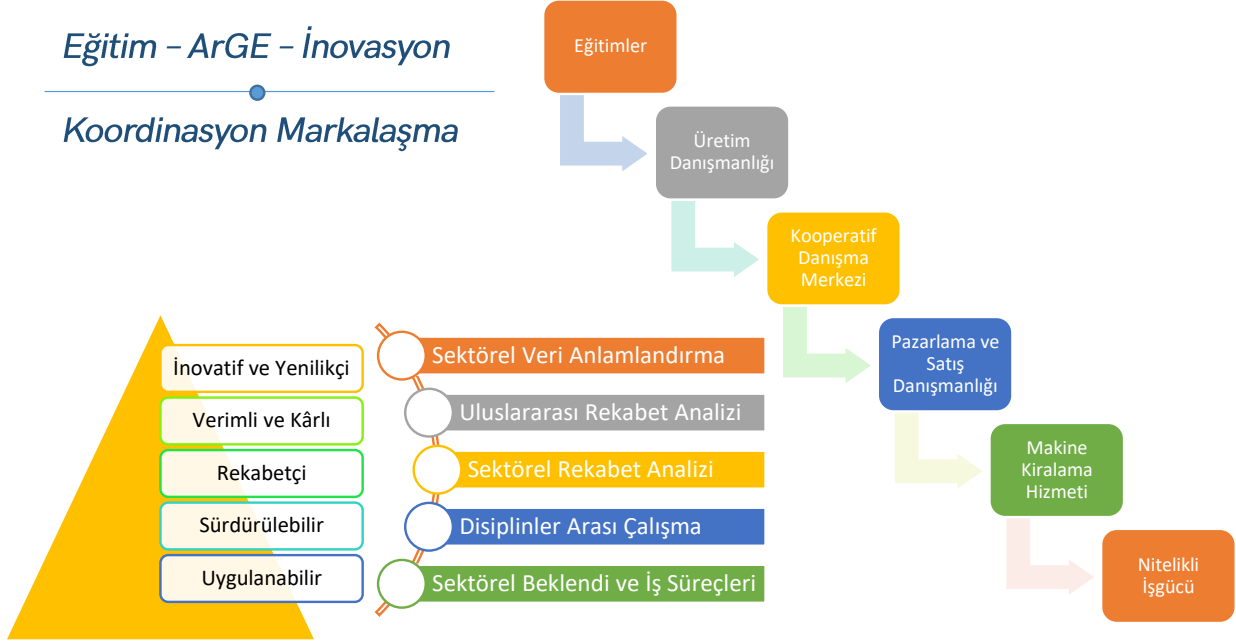 Eğitim – ArGE – İnovasyon
Koordinasyon Markalaşma
Eğitimler
Üretim
Danışmanlığı
Kooperatif
Danışma
Merkezi
Pazarlama ve
Satış
Danışmanlığı
Makine
Kiralama
Hizmeti
Nitelikli
İşgücü
İnovatif ve Yenilikçi
Verimli ve Kârlı
Rekabetçi
Sürdürülebilir
Uygulanabilir
Sektörel Veri Anlamlandırma
Uluslararası Rekabet Analizi
Sektörel Rekabet Analizi
Disiplinler Arası Çalışma
Sektörel Beklendi ve İş Süreçleri